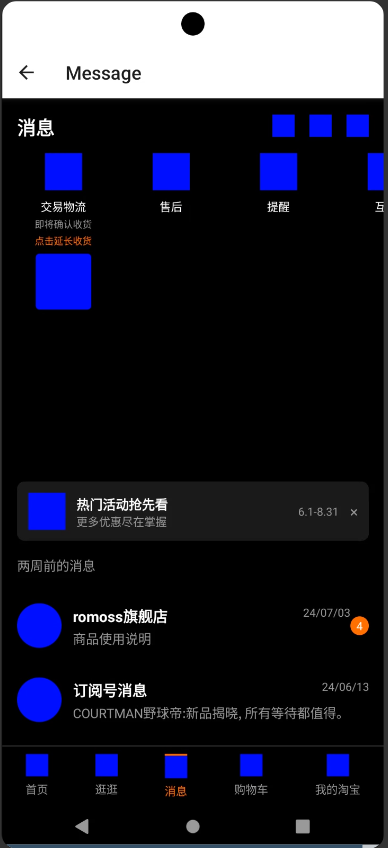 Message
消息
交易物流
售后
提醒
即将确认收货
点击延长收货
热门活动抢先看
更多优惠尽在掌握
6.1-8.31 ×
两周前的消息
romoss旗舰店
24/07/03
商品使用说明
4
订阅号消息
24/06/13
COURTMAN野球帝:新品揭晓, 所有等待都值得。
首页
逛逛
消息
购物车
我的淘宝